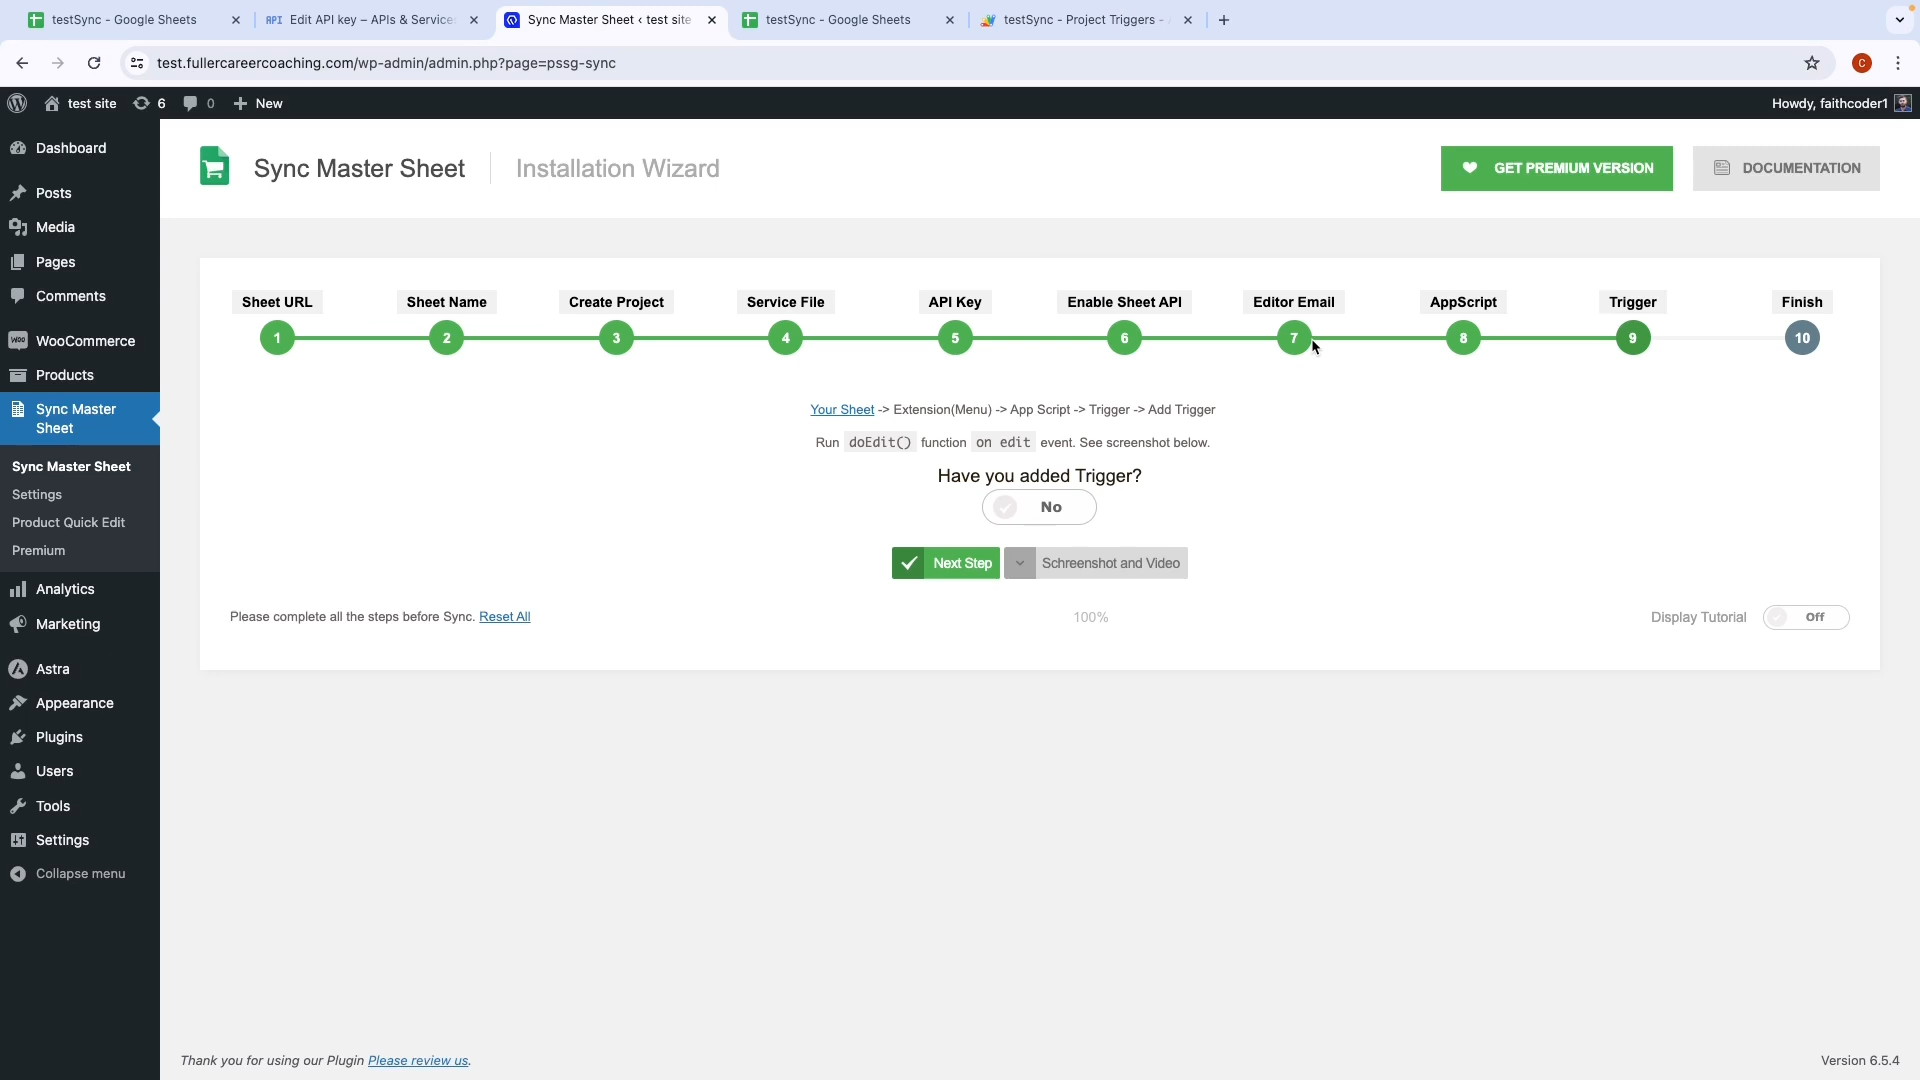 testSync - Google Sheets
API Edit API key – APIs & Service
Sync Master Sheet ‹ test site
testSync - Google Sheets
testSync - Project Triggers -
test.fullercareercoaching.com/wp-admin/admin.php?page=pssg-sync
C
test site
6
0
New
Howdy, faithcoder1
Dashboard
Posts
Media
Pages
Comments
WooCommerce
Products
Sync Master
Sheet
Sync Master Sheet
Settings
Product Quick Edit
Premium
Analytics
Marketing
Astra
Appearance
Plugins
Users
Tools
Settings
Collapse menu
Sync Master Sheet
Installation Wizard
GET PREMIUM VERSION
DOCUMENTATION
Sheet URL
Sheet Name
Create Project
Service File
API Key
Enable Sheet API
Editor Email
AppScript
Trigger
Finish
1
2
3
4
5
6
7
8
9
10
Your Sheet -> Extension(Menu) -> App Script -> Trigger -> Add Trigger
Run doEdit() function on edit event. See screenshot below.
Have you added Trigger?
No
Next Step
Schreenshot and Video
Please complete all the steps before Sync. Reset All
100%
Display Tutorial
Off
Thank you for using our Plugin Please review us.
Version 6.5.4